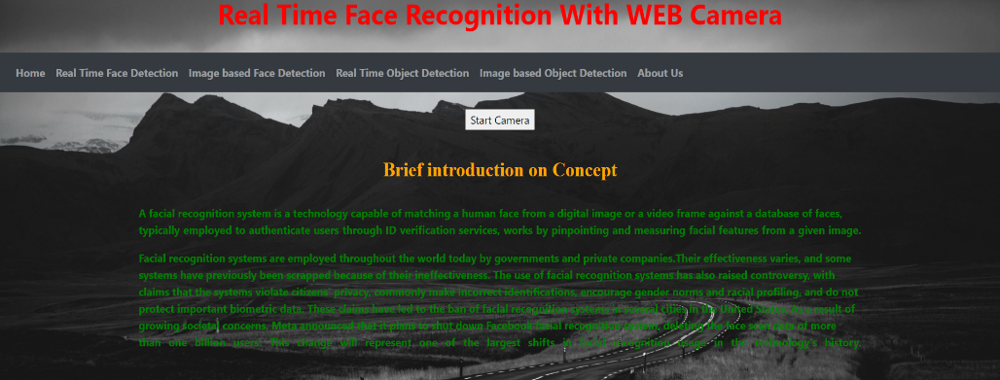 Real Time Face Recognition With WEB Camera
Home Real Time Face Detection Image based Face Detection Real Time Object Detection Image based Object Detection About Us
Start Camera
Brief introduction on Concept
A facial recognition system is a technology capable of matching a human face from a digital image or a video frame against a database of faces,
typically employed to authenticate users through ID verification services, works by pinpointing and measuring facial features from a given image.
Facial recognition systems are employed throughout the world today by governments and private companies.Their effectiveness varies, and some
systems have previously been scrapped because of their ineffectiveness. The use of facial recognition systems has also raised controversy, with
claims that the systems violate citizens' privacy, commonly make incorrect identifications, encourage gender norms and racial profiling, and do not
protect important biometric data. These claims have led to the ban of facial recognition systems in several cities in the United States. As a result of
growing societal concerns, Meta announced that it plans to shut down Facebook facial recognition system, deleting the face scan data of more
than one billion users. This change will represent one of the largest shifts in facial recognition usage in the technology's history.